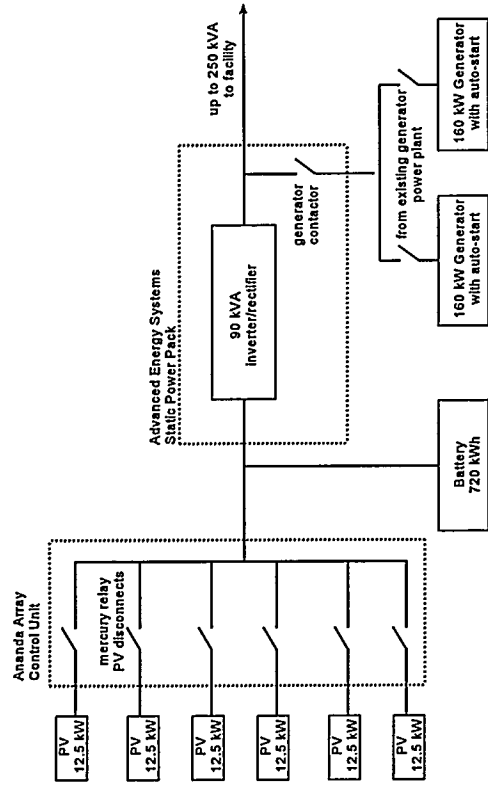 Ananda Array
Control Unit
mercury relay
PV disconnects
PV
12.5 kW
PV
12.5 kW
PV
12.5 kW
PV
12.5 kW
PV
12.5 kW
PV
12.5 kW
Advanced Energy Systems
Static Power Pack
90 kVA
inverter/rectifier
generator
contactor
up to 250 kVA
to facility
from existing generator
power plant
Battery
720 kWh
160 kW Generator
with auto-start
160 kW Generator
with auto-start